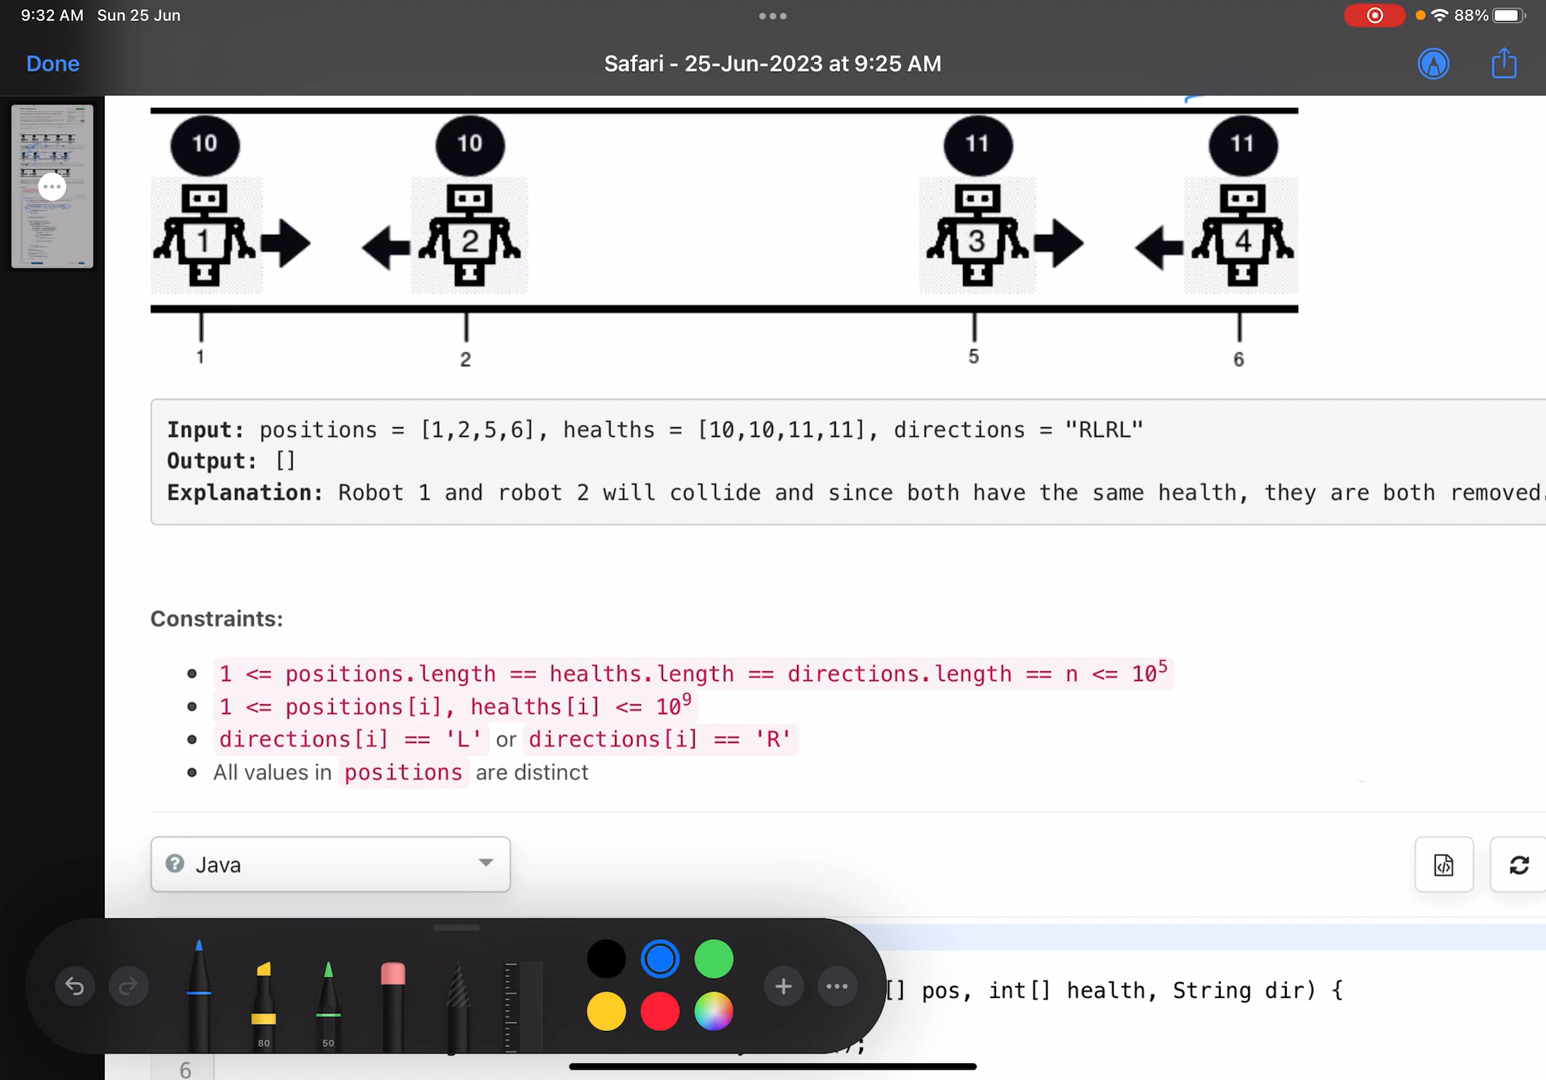 9:32 AM Sun 25 Jun
88%
Done
Safari - 25-Jun-2023 at 9:25 AM
10 10 11 11
1 2 3 4
1 2 5 6
Input: positions = [1,2,5,6], healths = [10,10,11,11], directions = "RLRL"
Output: []
Explanation: Robot 1 and robot 2 will collide and since both have the same health, they are both removed.
Constraints:
1 <= positions.length == healths.length == directions.length == n <= 10⁵
1 <= positions[i], healths[i] <= 10⁹
directions[i] == 'L' or directions[i] == 'R'
All values in positions are distinct
Java
[] pos, int[] health, String dir) {
80 50
6